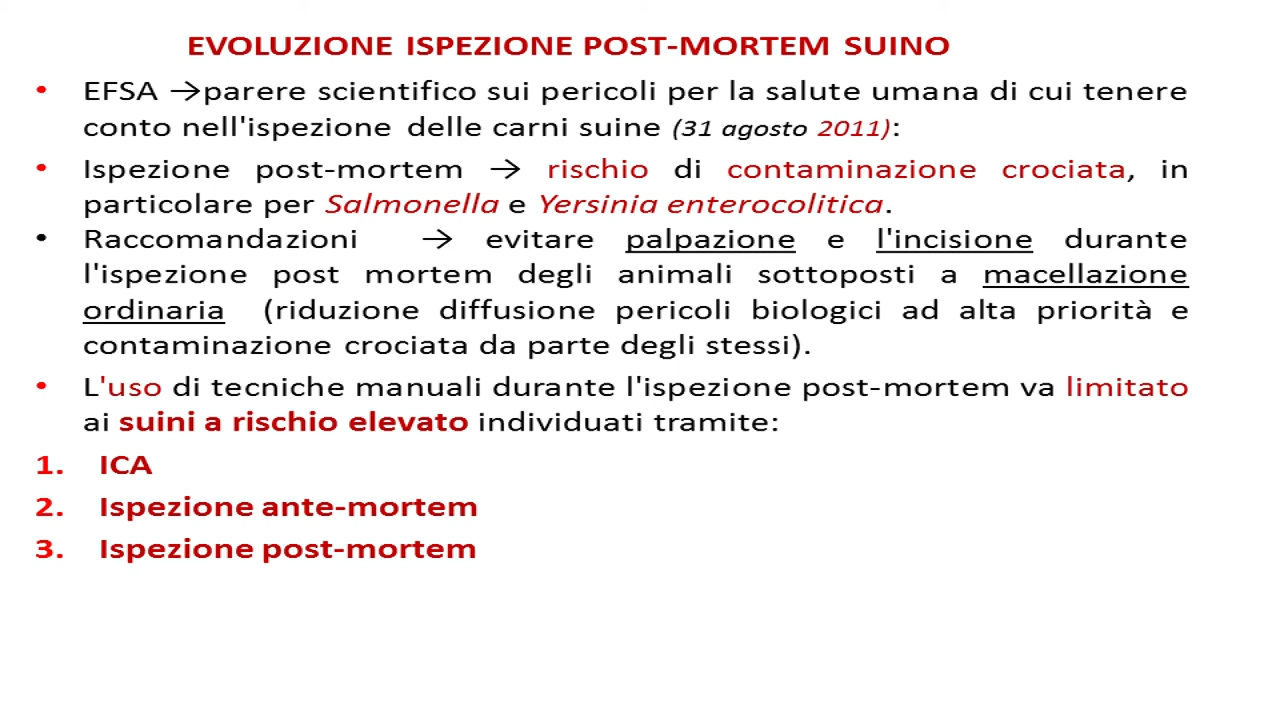 EVOLUZIONE ISPEZIONE POST-MORTEM SUINO
• EFSA →parere scientifico sui pericoli per la salute umana di cui tenere
conto nell'ispezione delle carni suine (31 agosto 2011):
• Ispezione post-mortem → rischio di contaminazione crociata, in
particolare per Salmonella e Yersinia enterocolitica.
• Raccomandazioni → evitare palpazione e l'incisione durante
l'ispezione post mortem degli animali sottoposti a macellazione
ordinaria (riduzione diffusione pericoli biologici ad alta priorità e
contaminazione crociata da parte degli stessi).
• L'uso di tecniche manuali durante l'ispezione post-mortem va limitato
ai suini a rischio elevato individuati tramite:
1. ICA
2. Ispezione ante-mortem
3. Ispezione post-mortem